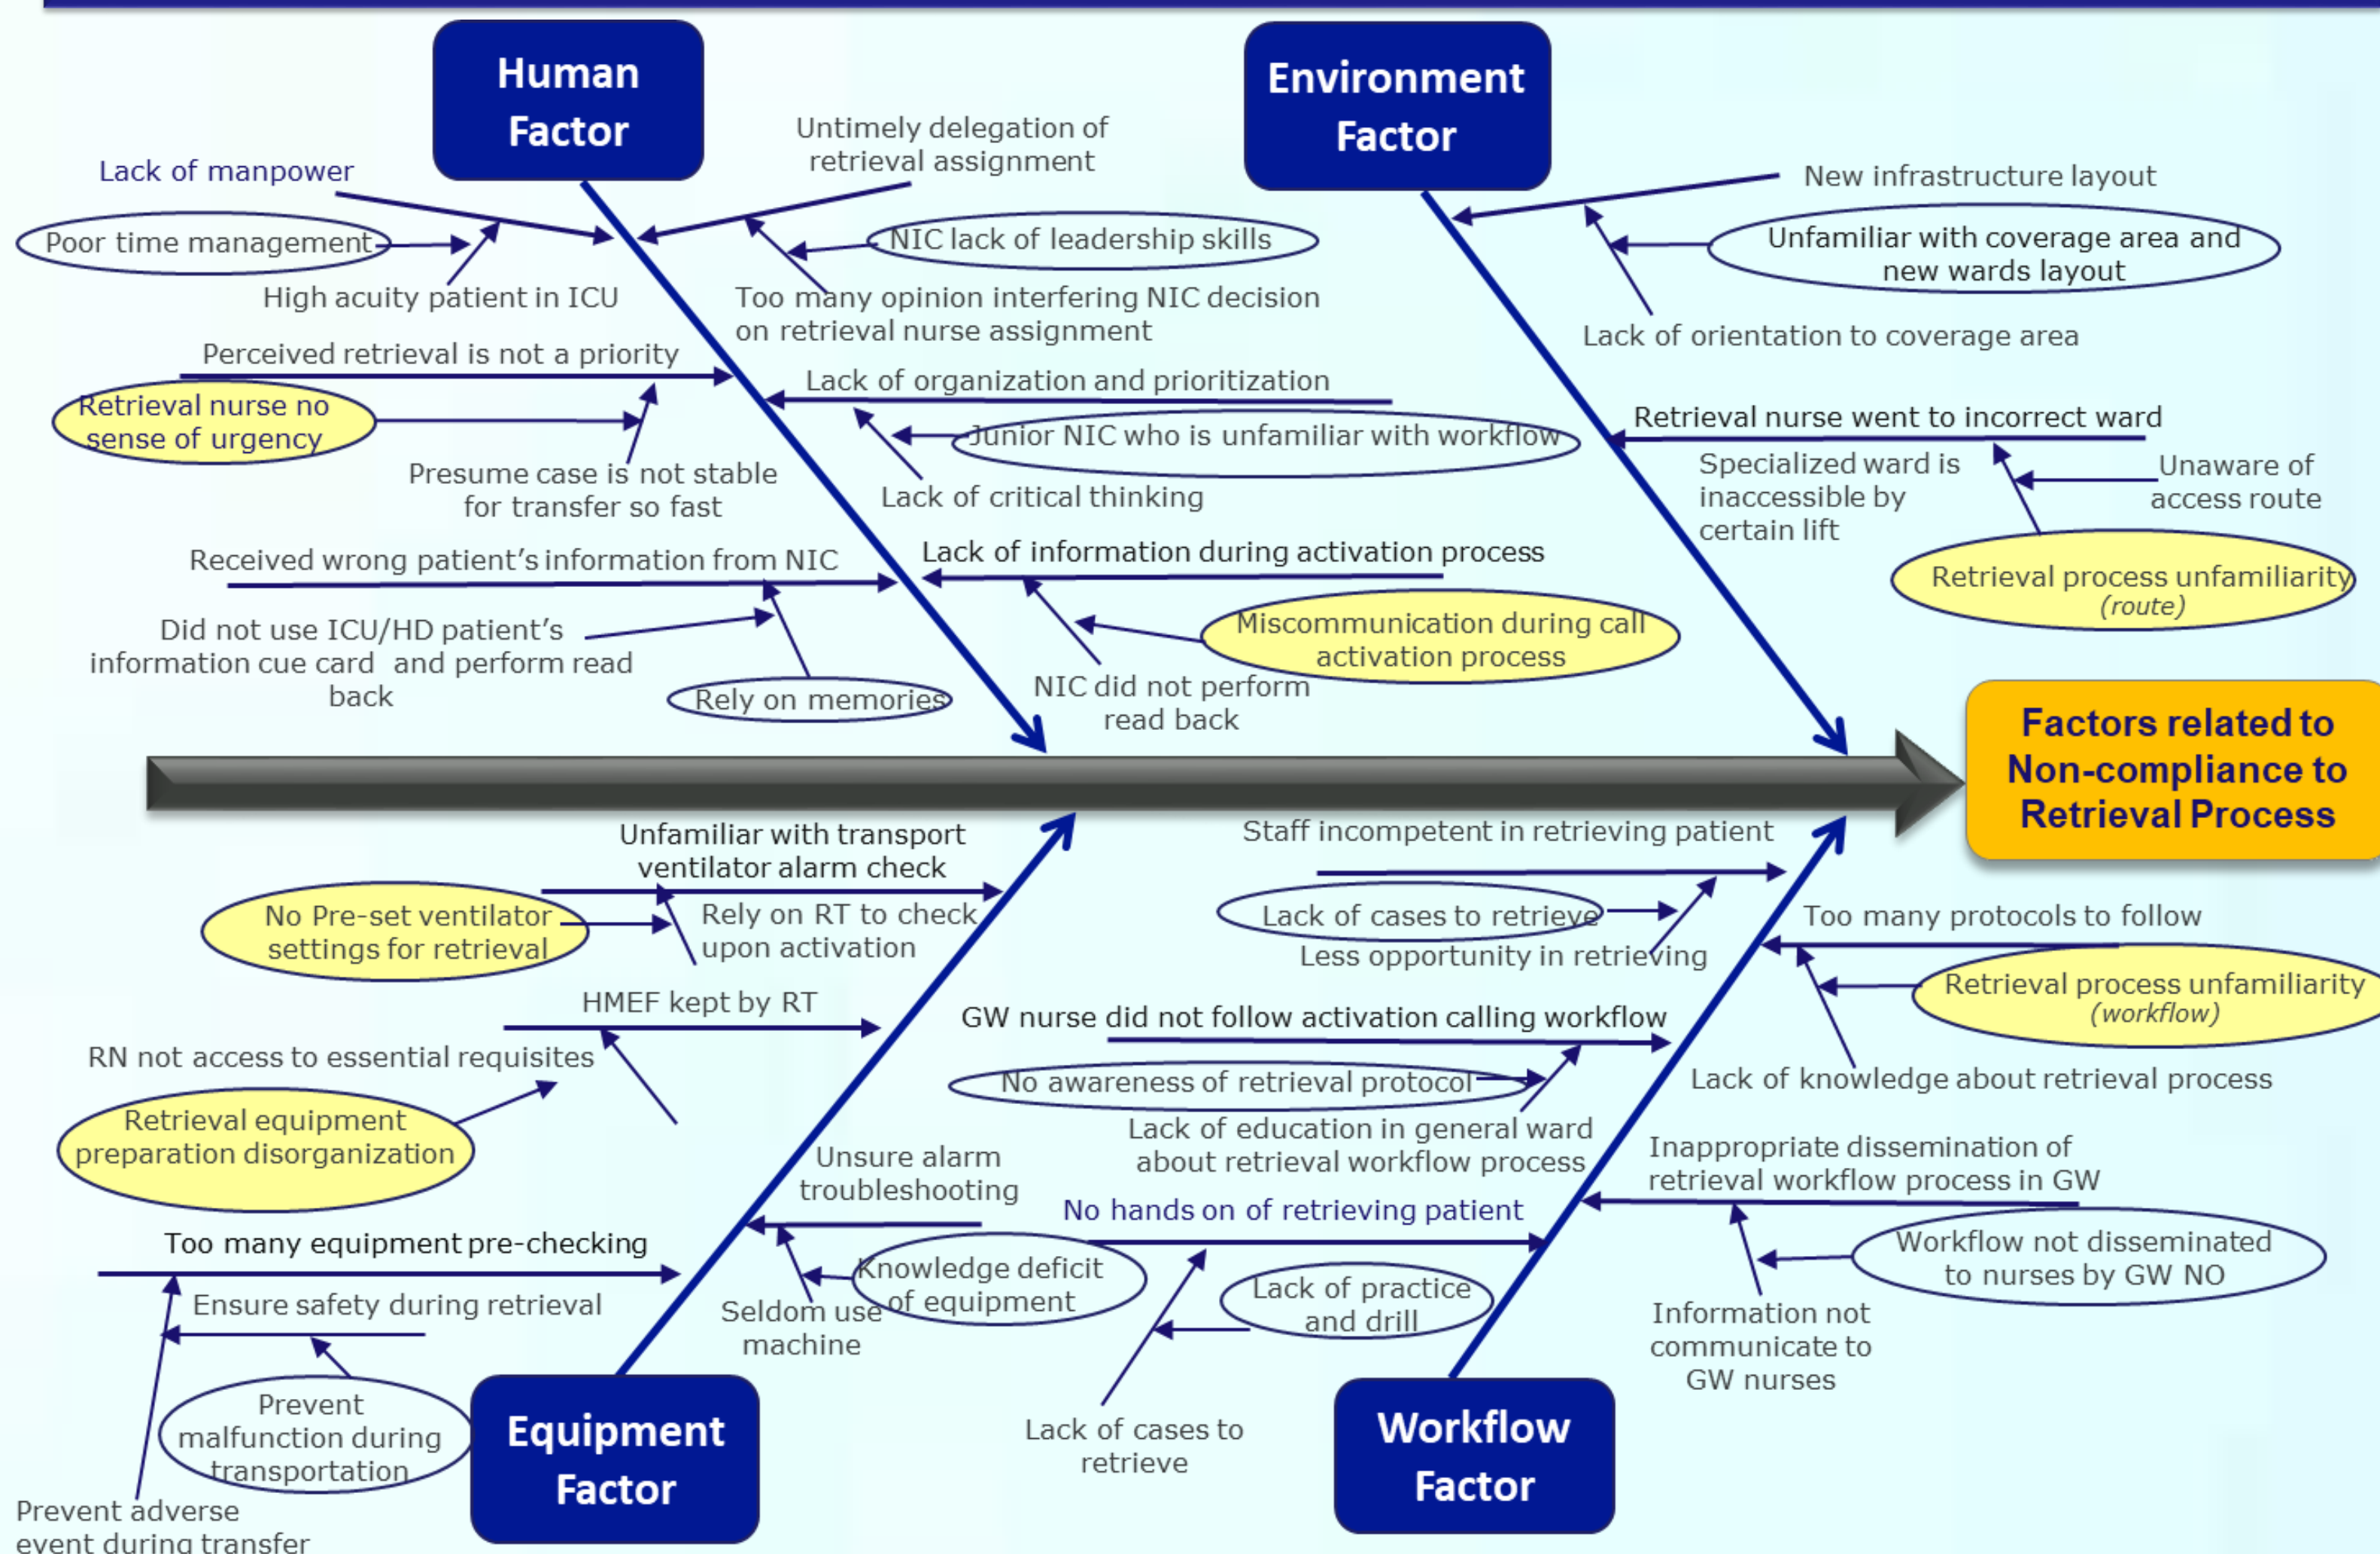 Human
Factor
Environment
Factor
Lack of manpower
Poor time management
High acuity patient in ICU
Untimely delegation of
retrieval assignment
NIC lack of leadership skills
Too many opinion interfering NIC decision
on retrieval nurse assignment
Perceived retrieval is not a priority
Retrieval nurse no
sense of urgency
Presume case is not stable
for transfer so fast
Lack of organization and prioritization
Junior NIC who is unfamiliar with workflow
Lack of critical thinking
Received wrong patient’s information from NIC
Did not use ICU/HD patient’s
information cue card and perform read
back
Rely on memories
Lack of information during activation process
Miscommunication during call
activation process
NIC did not perform
read back
New infrastructure layout
Unfamiliar with coverage area and
new wards layout
Lack of orientation to coverage area
Retrieval nurse went to incorrect ward
Specialized ward is
inaccessible by
certain lift
Unaware of
access route
Retrieval process unfamiliarity
(route)
Factors related to
Non-compliance to
Retrieval Process
Unfamiliar with transport
ventilator alarm check
No Pre-set ventilator
settings for retrieval
Rely on RT to check
upon activation
HMEF kept by RT
RN not access to essential requisites
Retrieval equipment
preparation disorganization
Unsure alarm
troubleshooting
Knowledge deficit
of equipment
Seldom use
machine
Too many equipment pre-checking
Ensure safety during retrieval
Prevent
malfunction during
transportation
Prevent adverse
event during transfer
Equipment
Factor
Staff incompetent in retrieving patient
Lack of cases to retrieve
Less opportunity in retrieving
Too many protocols to follow
Retrieval process unfamiliarity
(workflow)
Lack of knowledge about retrieval process
GW nurse did not follow activation calling workflow
No awareness of retrieval protocol
Lack of education in general ward
about retrieval workflow process
Inappropriate dissemination of
retrieval workflow process in GW
Workflow not disseminated
to nurses by GW NO
Information not
communicate to
GW nurses
No hands on of retrieving patient
Lack of practice
and drill
Lack of cases to
retrieve
Workflow
Factor